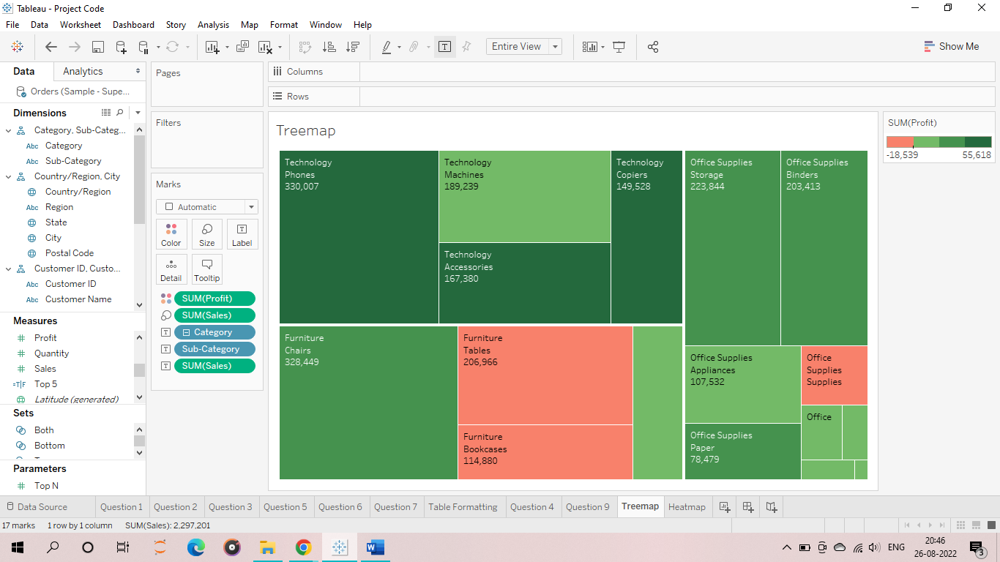 Tableau - Project Code
File Data Worksheet Dashboard Story Analysis Map Format Window Help
Entire View
Show Me
Data
Analytics
Orders (Sample - Supe...
Dimensions
Category, Sub-Categ...
Abc Category
Abc Sub-Category
Country/Region, City
Country/Region
Abc Region
State
City
Postal Code
Customer ID, Custo...
Abc Customer ID
Abc Customer Name
Measures
# Profit
# Quantity
# Sales
=T|F Top 5
Latitude (generated)
Sets
Both
Bottom
Parameters
# Top N
Pages
Filters
Marks
Automatic
Color
Size
Label
Detail
Tooltip
SUM(Profit)
SUM(Sales)
Category
Sub-Category
SUM(Sales)
Columns
Rows
Treemap
Technology
Phones
330,007
Technology
Machines
189,239
Technology
Copiers
149,528
Technology
Accessories
167,380
Office Supplies
Storage
223,844
Office Supplies
Binders
203,413
Furniture
Chairs
328,449
Furniture
Tables
206,966
Furniture
Bookcases
114,880
Office Supplies
Appliances
107,532
Office
Supplies
Supplies
Office
Office Supplies
Paper
78,479
SUM(Profit)
-18,539 55,618
Data Source Question 1 Question 2 Question 3 Question 5 Question 6 Question 7 Table Formatting Question 4 Question 9 Treemap Heatmap
17 marks 1 row by 1 column SUM(Sales): 2,297,201
W
ENG
20:46
26-08-2022
3